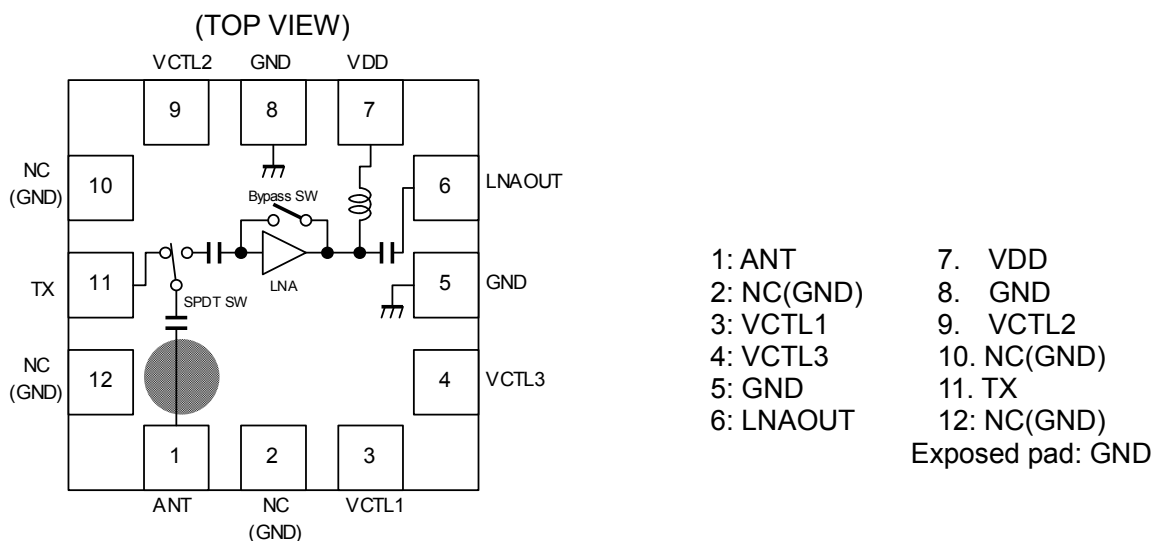 (TOP VIEW)
VCTL2 GND VDD
9 8 7
NC
(GND)
10
Bypass SW
6
LNAOUT
TX
11
SPDT SW
LNA
5
GND
NC
(GND)
12
4
VCTL3
1 2 3
ANT NC
(GND)
VCTL1
1: ANT
2: NC(GND)
3: VCTL1
4: VCTL3
5: GND
6: LNAOUT
7. VDD
8. GND
9. VCTL2
10. NC(GND)
11. TX
12: NC(GND)
Exposed pad: GND